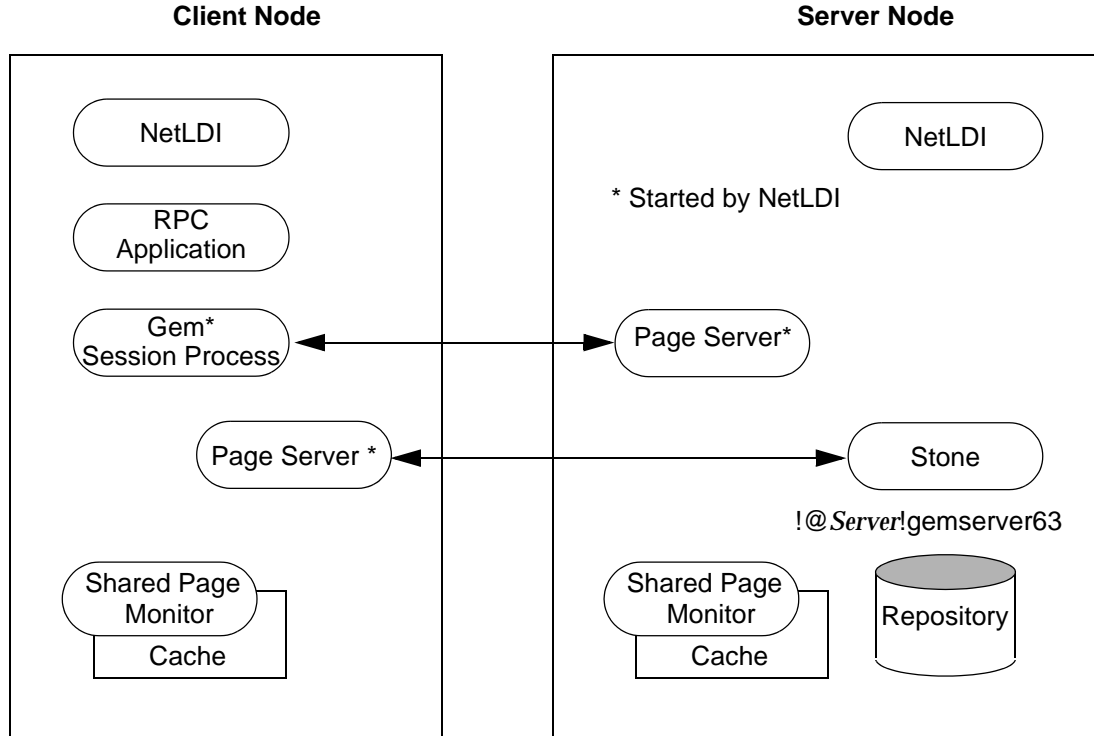 Client Node
Server Node
NetLDI
NetLDI
* Started by NetLDI
RPC
Application
Gem*
Session Process
Page Server*
Page Server *
Stone
!@Server!gemserver63
Shared Page
Monitor
Cache
Shared Page
Monitor
Cache
Repository